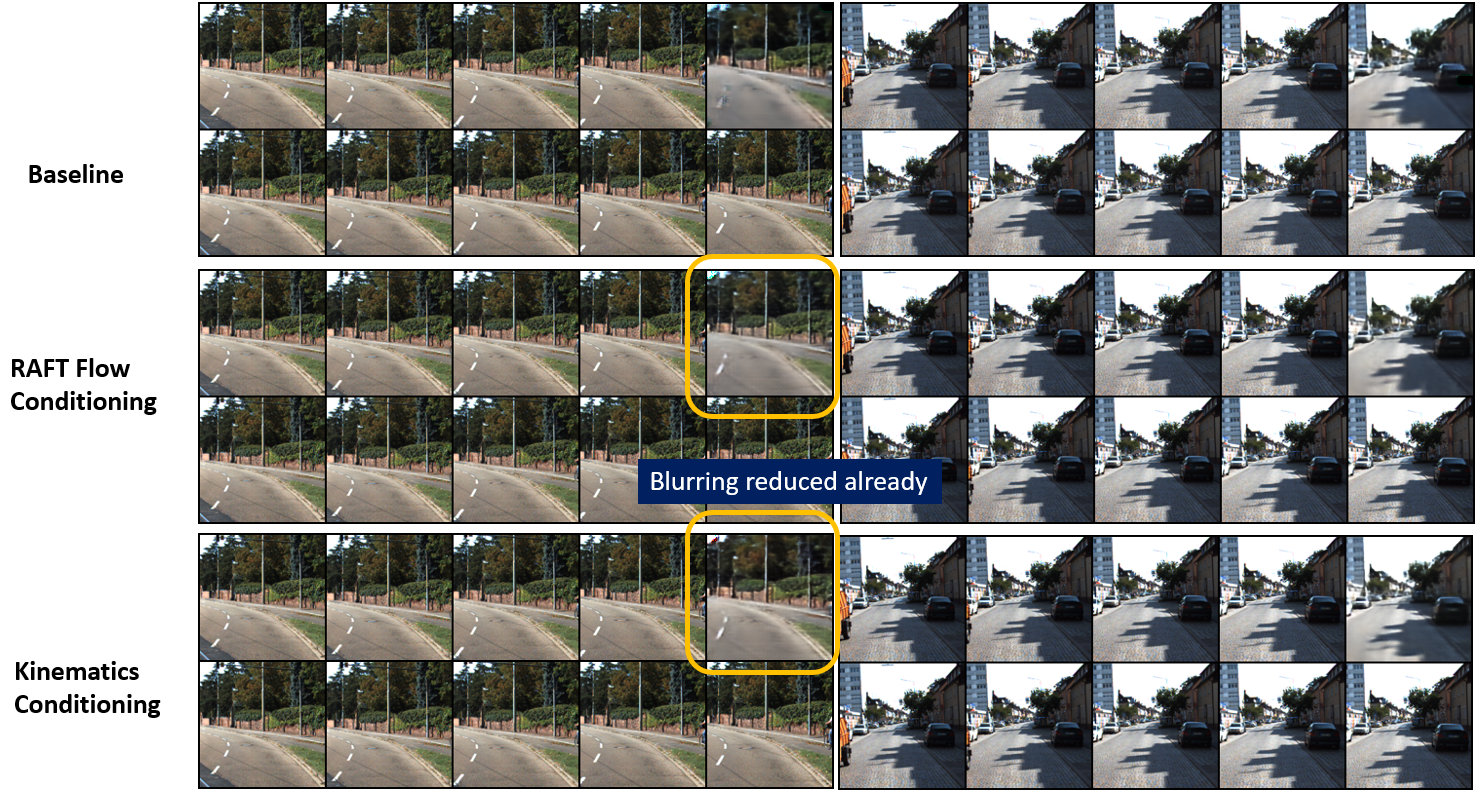 Baseline
RAFT Flow
Conditioning
Blurring reduced already
Kinematics
Conditioning